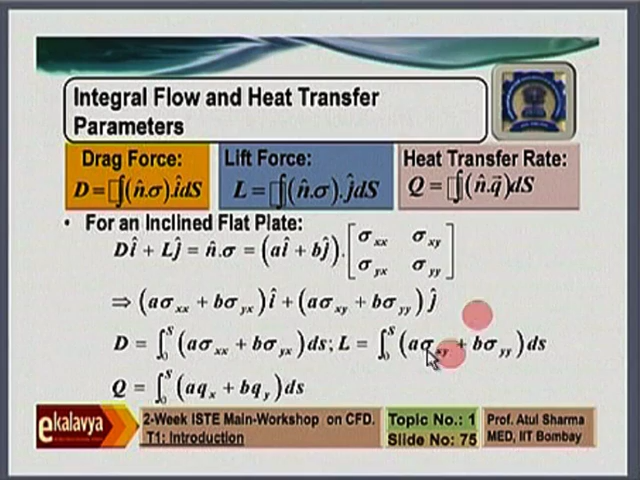 Integral Flow and Heat Transfer
Parameters
Drag Force:
D = ∮(n̂.σ).îdS
Lift Force:
L = ∮(n̂.σ).ĵdS
Heat Transfer Rate:
Q = ∮(n̂.q⃗)dS
• For an Inclined Flat Plate:
Dî + Lĵ = n̂.σ = (aî + bĵ).[σxx σxy
σyx σyy]
⇒ (aσxx + bσyx)î + (aσxy + bσyy)ĵ
D = ∫₀ˢ(aσxx + bσyx)ds; L = ∫₀ˢ(aσxy + bσyy)ds
Q = ∫₀ˢ(aqx + bqy)ds
ekalavya
2-Week ISTE Main-Workshop on CFD.
T1: Introduction
Topic No.: 1
Slide No: 75
Prof. Atul Sharma
MED, IIT Bombay